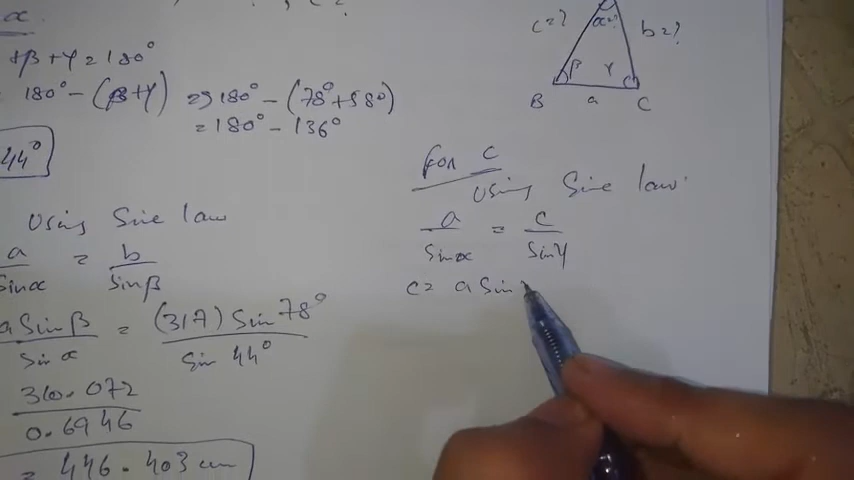 α.
+β+γ=180°
= 180°-(β+γ) => 180°-(78°+58°)
= 180°-136°
44°
Using Sine law
a/sinα = b/sinβ
a Sinβ/sin α = (317) Sin 78°/Sin 44°
310.072/0.6946
= 446.403 cm
c=?
α=?
b=?
β γ
B a C
For c
Using Sine law.
a/sinα = c/sinγ
c= a Sin